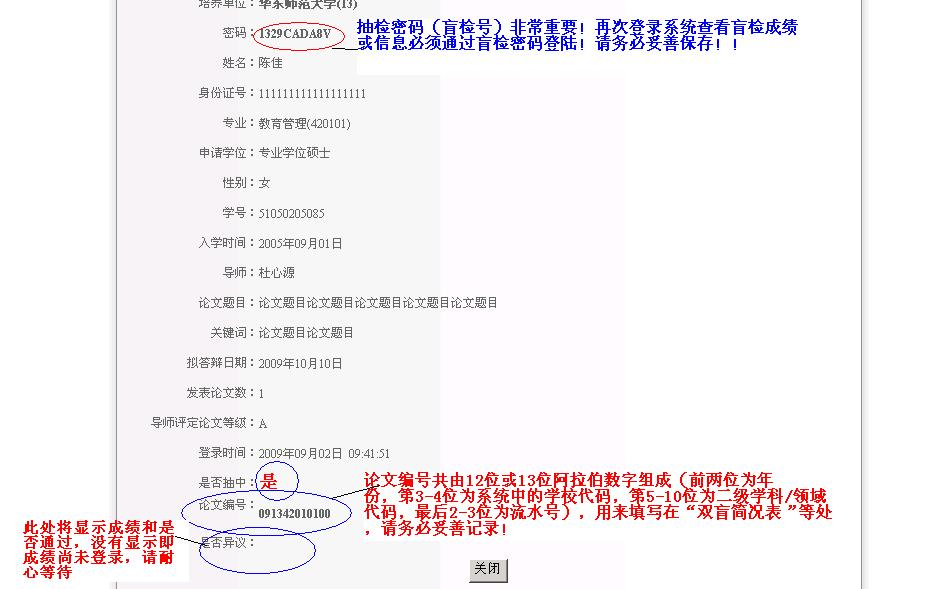 培养单位：华东师范大学(13)
密码：1329CADA8V
抽检密码（盲检号）非常重要！再次登录系统查看盲检成绩
或信息必须通过盲检密码登陆！请务必妥善保存！！
姓名：陈佳
身份证号：111111111111111111
专业：教育管理(420101)
申请学位：专业学位硕士
性别：女
学号：51050205085
入学时间：2005年09月01日
导师：杜心源
论文题目：论文题目论文题目论文题目论文题目论文题目
关键词：论文题目论文题目
拟答辩日期：2009年10月10日
发表论文数：1
导师评定论文等级：A
登录时间：2009年09月02日 09:41:51
是否抽中：是
论文编号：091342010100
论文编号共由12位或13位阿拉伯数字组成（前两位为年
份，第3-4位为系统中的学校代码，第5-10位为二级学科/领域
代码，最后2-3位为流水号），用来填写在“双盲简况表”等处
，请务必妥善记录！
是否异议：
此处将显示成绩和是
否通过，没有显示即
成绩尚未登录，请耐
心等待
关闭